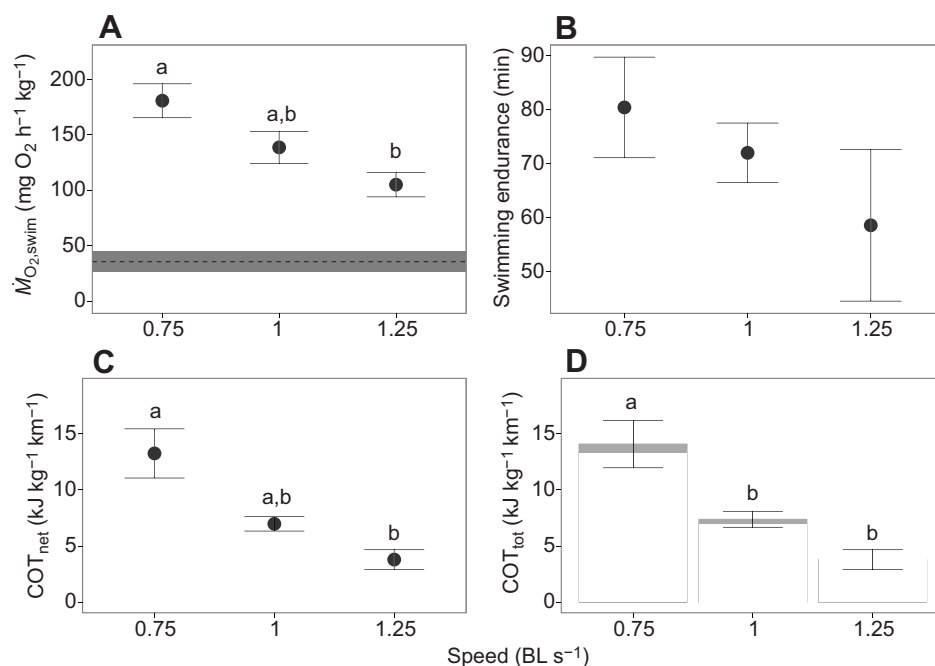 A
ṀO₂,swim (mg O₂ h⁻¹ kg⁻¹)
200
150
100
50
0
a
a,b
b
0.75
1
1.25
B
Swimming endurance (min)
90
80
70
60
50
0.75
1
1.25
C
COTnet (kJ kg⁻¹ km⁻¹)
15
10
5
0
a
a,b
b
0.75
1
1.25
D
COTtot (kJ kg⁻¹ km⁻¹)
15
10
5
0
a
b
b
0.75
1
1.25
Speed (BL s⁻¹)